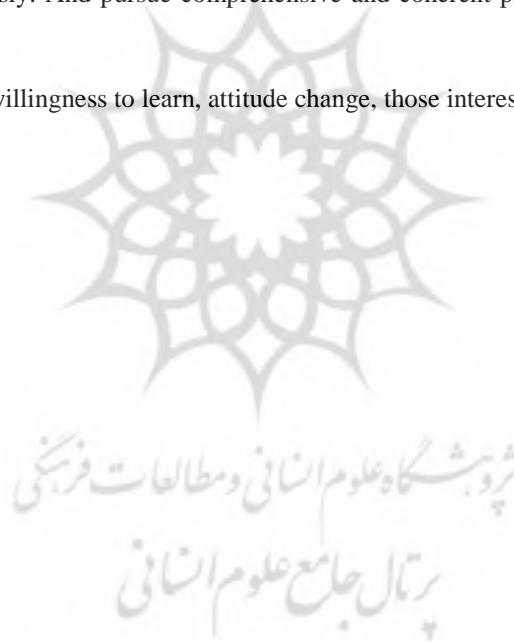 sly. And pursue comprehensive and coherent p
willingness to learn, attitude change, those interes
پژوهشگاه علوم انسانی و مطالعات فرهنگی
پرتال جامع علوم انسانی